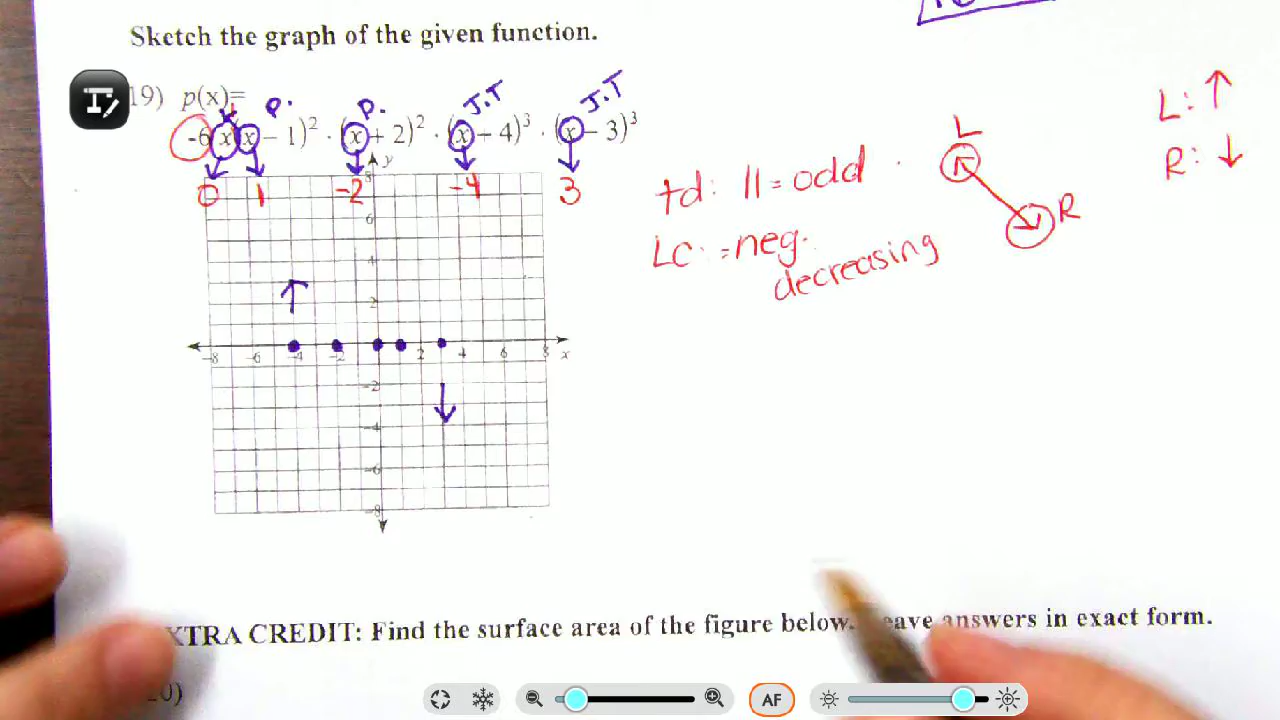 Sketch the graph of the given function.
19) p(x)=
P. P. J.T J.T
-6x(x - 1)² · (x + 2)² · (x - 4)³ · (x - 3)³
0 1 -2 -4 3
td: 11 = odd
LC: = neg.
decreasing
L
R
L: ↑
R: ↓
y
8
6
4
2
-8 -6 -4 -2 2 4 6 8 x
-2
-4
-6
-8
XTRA CREDIT: Find the surface area of the figure below. eave answers in exact form.
20)
AF